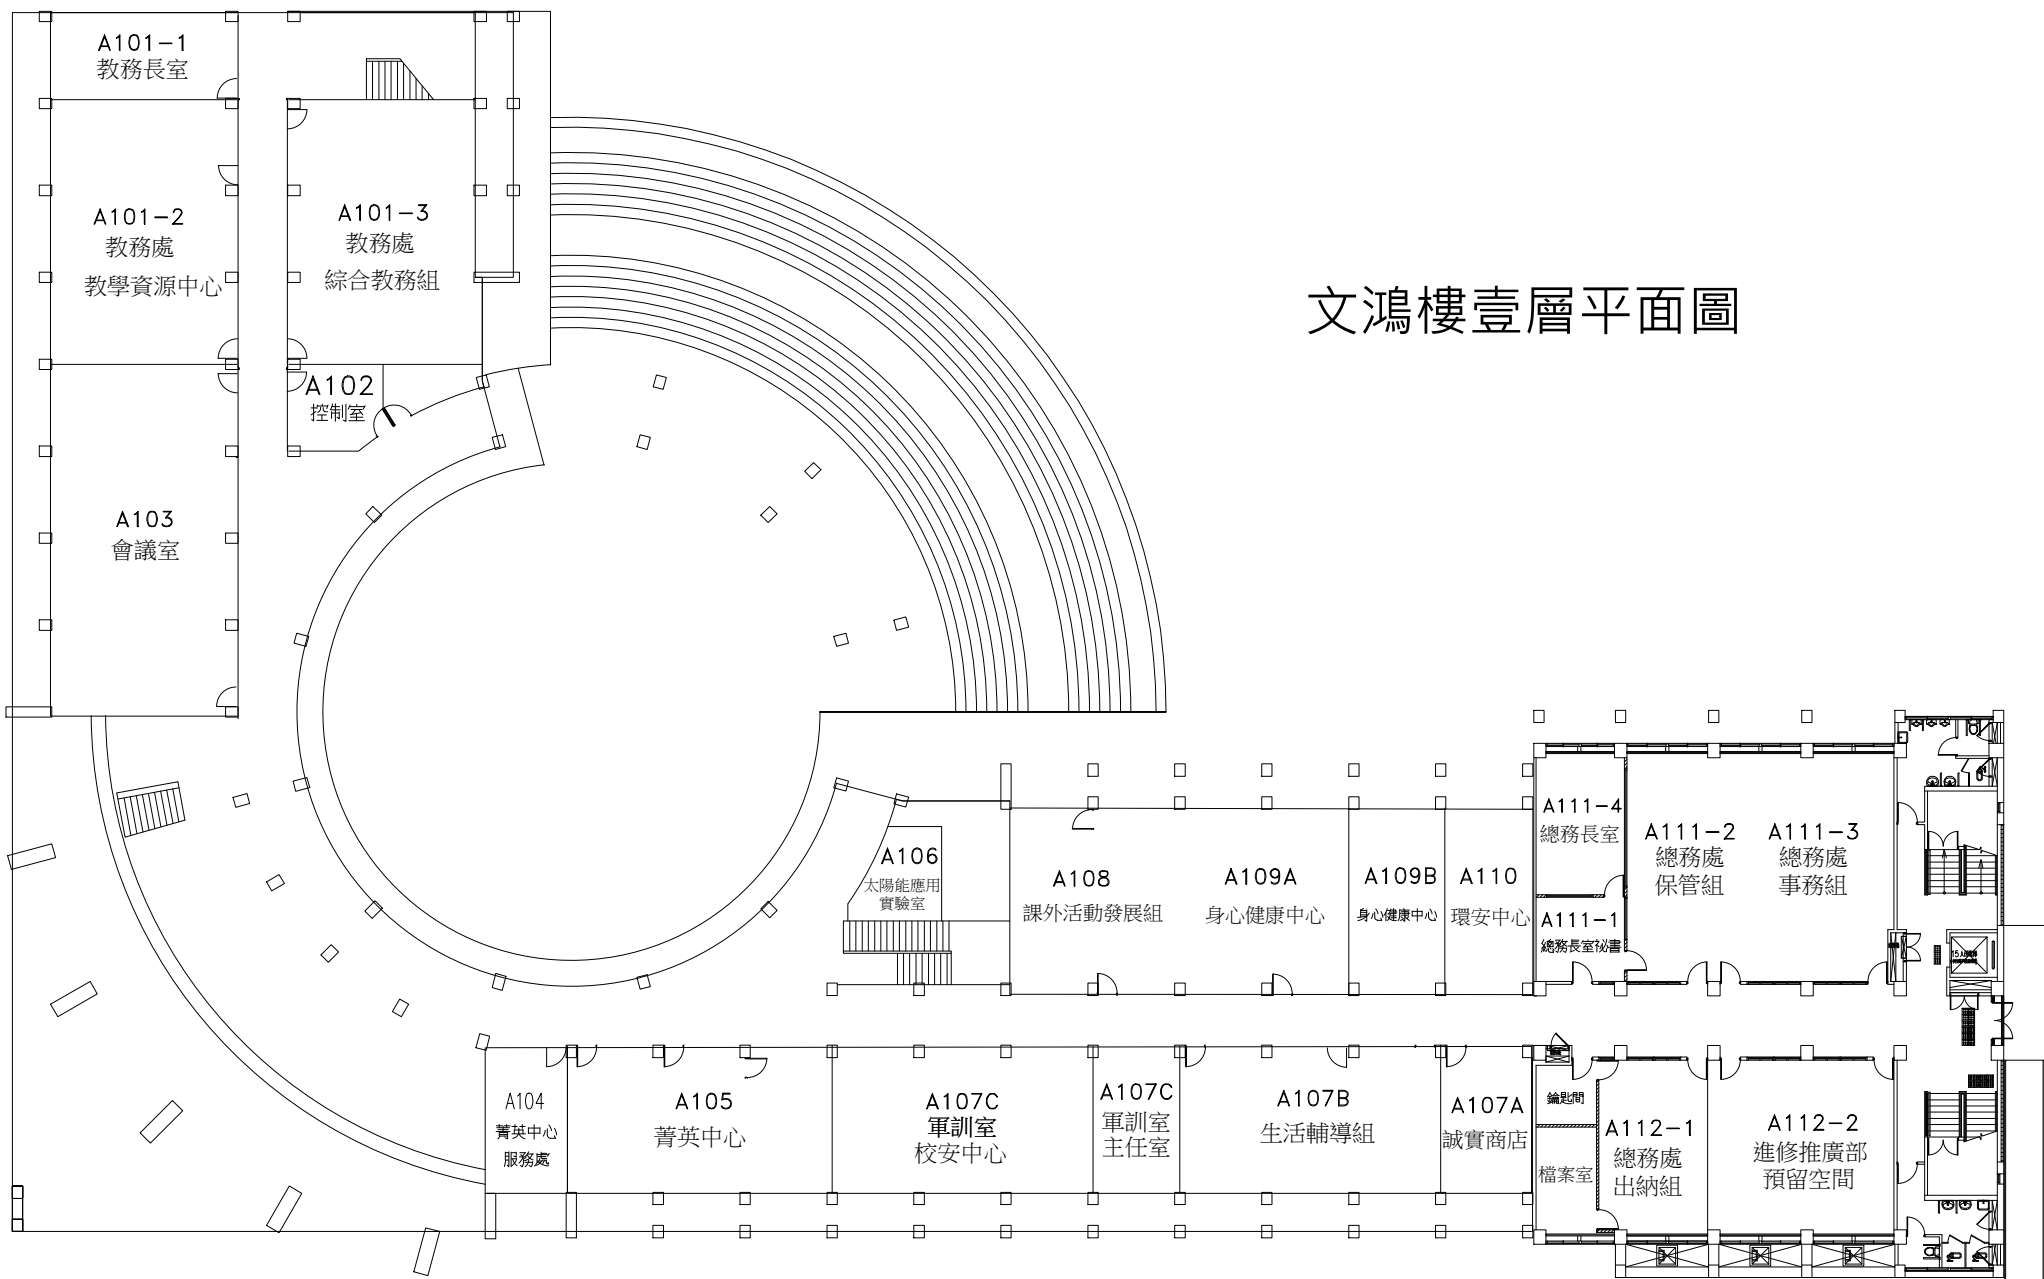 A101-1
教務長室
A101-2
教務處
教學資源中心
A101-3
教務處
綜合教務組
文鴻樓壹層平面圖
A102
控制室
A103
會議室
A106
太陽能應用
實驗室
A108
課外活動發展組
A109A
身心健康中心
A109B
身心健康中心
A110
環安中心
A111-4
總務長室
A111-1
總務長室祕書
A111-2
總務處
保管組
A111-3
總務處
事務組
A104
菁英中心
服務處
A105
菁英中心
A107C
軍訓室
校安中心
A107C
軍訓室
主任室
A107B
生活輔導組
A107A
誠實商店
鑰匙間
檔案室
A112-1
總務處
出納組
A112-2
進修推廣部
預留空間